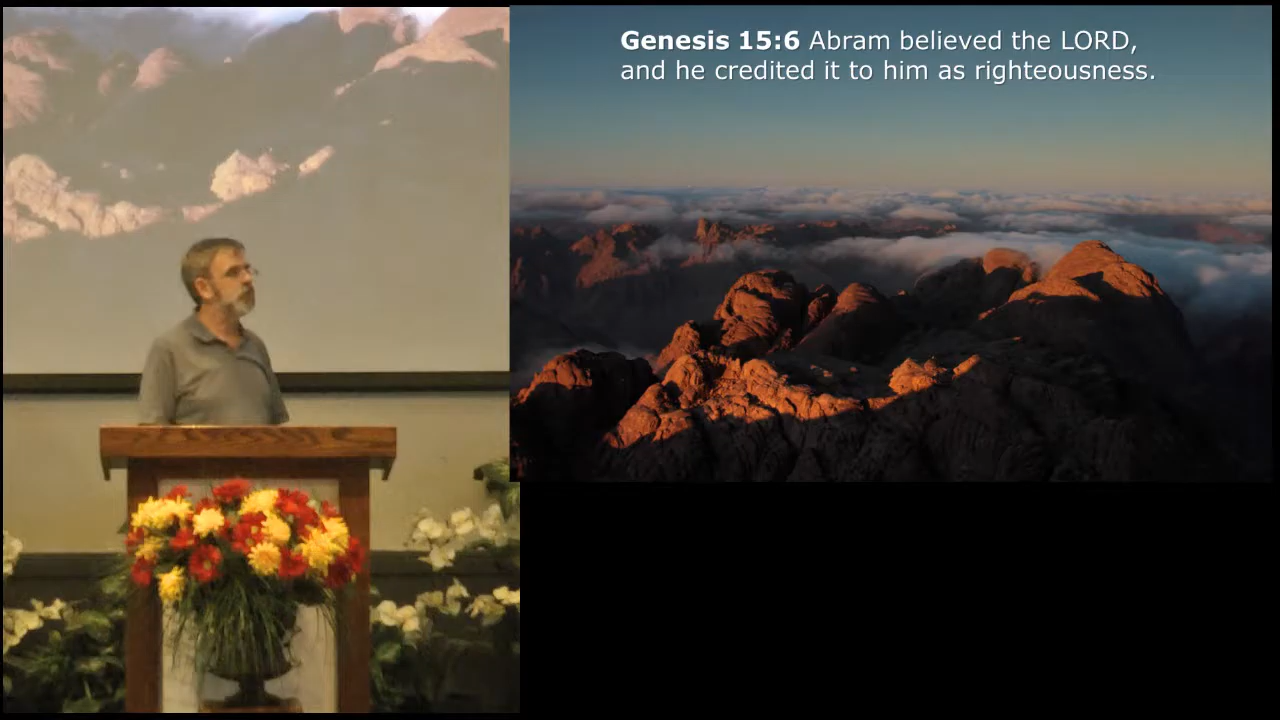 Genesis 15:6 Abram believed the LORD,
and he credited it to him as righteousness.